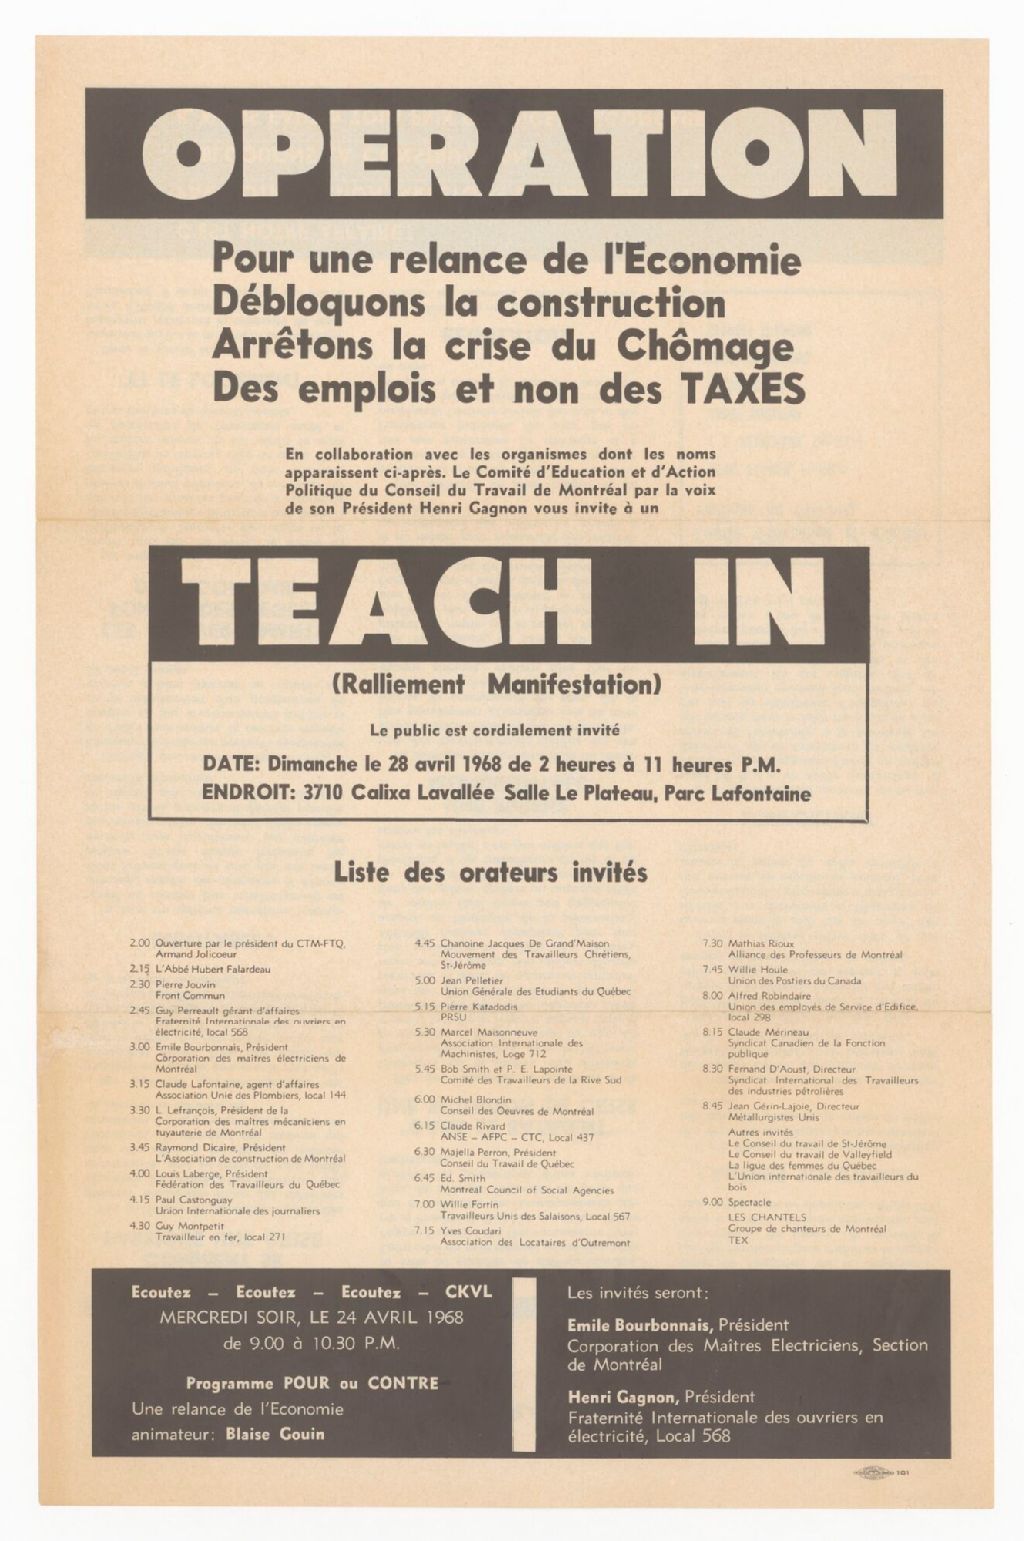 OPERATION
Pour une relance de l'Economie
Débloquons la construction
Arrêtons la crise du Chômage
Des emplois et non des TAXES
En collaboration avec les organismes dont les noms
apparaissent ci-après. Le Comité d'Education et d'Action
Politique du Conseil du Travail de Montréal par la voix
de son Président Henri Gagnon vous invite à un
TEACH IN
(Ralliement Manifestation)
Le public est cordialement invité
DATE: Dimanche le 28 avril 1968 de 2 heures à 11 heures P.M.
ENDROIT: 3710 Calixa Lavallée Salle Le Plateau, Parc Lafontaine
Liste des orateurs invités
2.00 Ouverture par le président du CTM-FTQ,
Armand Jolicoeur
2.15 L'Abbé Hubert Falardeau
2.30 Pierre Jouvin
Front Commun
2.45 Guy Perreault gérant d'affaires
Fraternité Internationale des ouvriers en
électricité, local 568
3.00 Emile Bourbonnais, Président
Corporation des maîtres électriciens de
Montréal
3.15 Claude Lafontaine, agent d'affaires
Association Unie des Plombiers, local 144
3.30 L. Lefrançois, Président de la
Corporation des maîtres mécaniciens en
tuyauterie de Montréal
3.45 Raymond Dicaire, Président
L'Association de construction de Montréal
4.00 Louis Laberge, Président
Fédération des Travailleurs du Québec
4.15 Paul Castonguay
Union Internationale des journaliers
4.30 Guy Montpetit
Travailleur en fer, local 271
4.45 Chanoine Jacques De Grand'Maison
Mouvement des Travailleurs Chrétiens,
St-Jérôme
5.00 Jean Pelletier
Union Générale des Etudiants du Québec
5.15 Pierre Katadodis
PRSU
5.30 Marcel Maisonneuve
Association Internationale des
Machinistes, Loge 712
5.45 Bob Smith et P. E. Lapointe
Comité des Travailleurs de la Rive Sud
6.00 Michel Blondin
Conseil des Oeuvres de Montréal
6.15 Claude Rivard
ANSE – AFPC – CTC, Local 437
6.30 Majella Perron, Président
Conseil du Travail de Québec
6.45 Ed. Smith
Montreal Council of Social Agencies
7.00 Willie Fortin
Travailleurs Unis des Salaisons, Local 567
7.15 Yves Coudari
Association des Locataires d'Outremont
7.30 Mathias Rioux
Alliance des Professeurs de Montréal
7.45 Willie Houle
Union des Postiers du Canada
8.00 Alfred Robindaire
Union des employés de Service d'Edifice,
local 298
8.15 Claude Mérineau
Syndicat Canadien de la Fonction
publique
8.30 Fernand D'Aoust, Directeur
Syndicat International des Travailleurs
des industries pétrolières
8.45 Jean Gérin-Lajoie, Directeur
Métallurgistes Unis
Autres invités
Le Conseil du travail de St-Jérôme
Le Conseil du travail de Valleyfield
La ligue des femmes du Québec
L'Union internationale des travailleurs du
bois
9.00 Spectacle
LES CHANTELS
Groupe de chanteurs de Montréal
TEX
Ecoutez – Ecoutez – Ecoutez – CKVL
MERCREDI SOIR, LE 24 AVRIL 1968
de 9.00 à 10.30 P.M.
Programme POUR ou CONTRE
Une relance de l'Economie
animateur: Blaise Gouin
Les invités seront:
Emile Bourbonnais, Président
Corporation des Maîtres Electriciens, Section
de Montréal
Henri Gagnon, Président
Fraternité Internationale des ouvriers en
électricité, Local 568
101